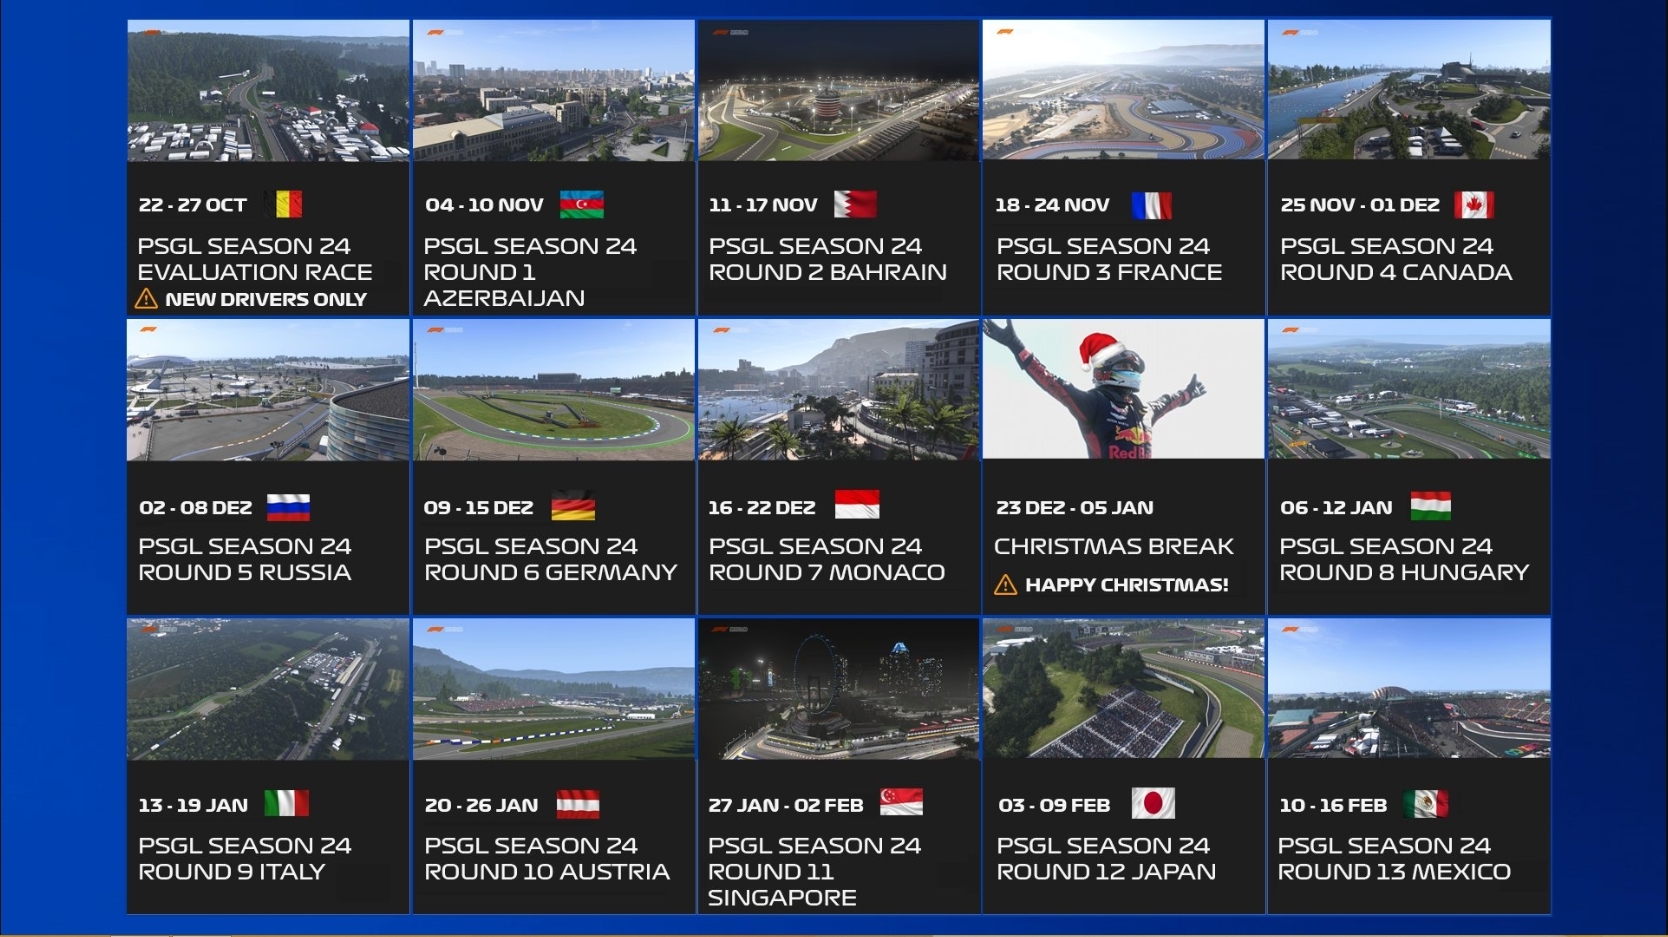 22 - 27 OCT
PSGL SEASON 24
EVALUATION RACE
NEW DRIVERS ONLY
04 - 10 NOV
PSGL SEASON 24
ROUND 1
AZERBAIJAN
11 - 17 NOV
PSGL SEASON 24
ROUND 2 BAHRAIN
18 - 24 NOV
PSGL SEASON 24
ROUND 3 FRANCE
25 NOV - 01 DEZ
PSGL SEASON 24
ROUND 4 CANADA
02 - 08 DEZ
PSGL SEASON 24
ROUND 5 RUSSIA
09 - 15 DEZ
PSGL SEASON 24
ROUND 6 GERMANY
16 - 22 DEZ
PSGL SEASON 24
ROUND 7 MONACO
Red Bull
23 DEZ - 05 JAN
CHRISTMAS BREAK
HAPPY CHRISTMAS!
06 - 12 JAN
PSGL SEASON 24
ROUND 8 HUNGARY
13 - 19 JAN
PSGL SEASON 24
ROUND 9 ITALY
20 - 26 JAN
PSGL SEASON 24
ROUND 10 AUSTRIA
27 JAN - 02 FEB
PSGL SEASON 24
ROUND 11
SINGAPORE
03 - 09 FEB
PSGL SEASON 24
ROUND 12 JAPAN
10 - 16 FEB
PSGL SEASON 24
ROUND 13 MEXICO